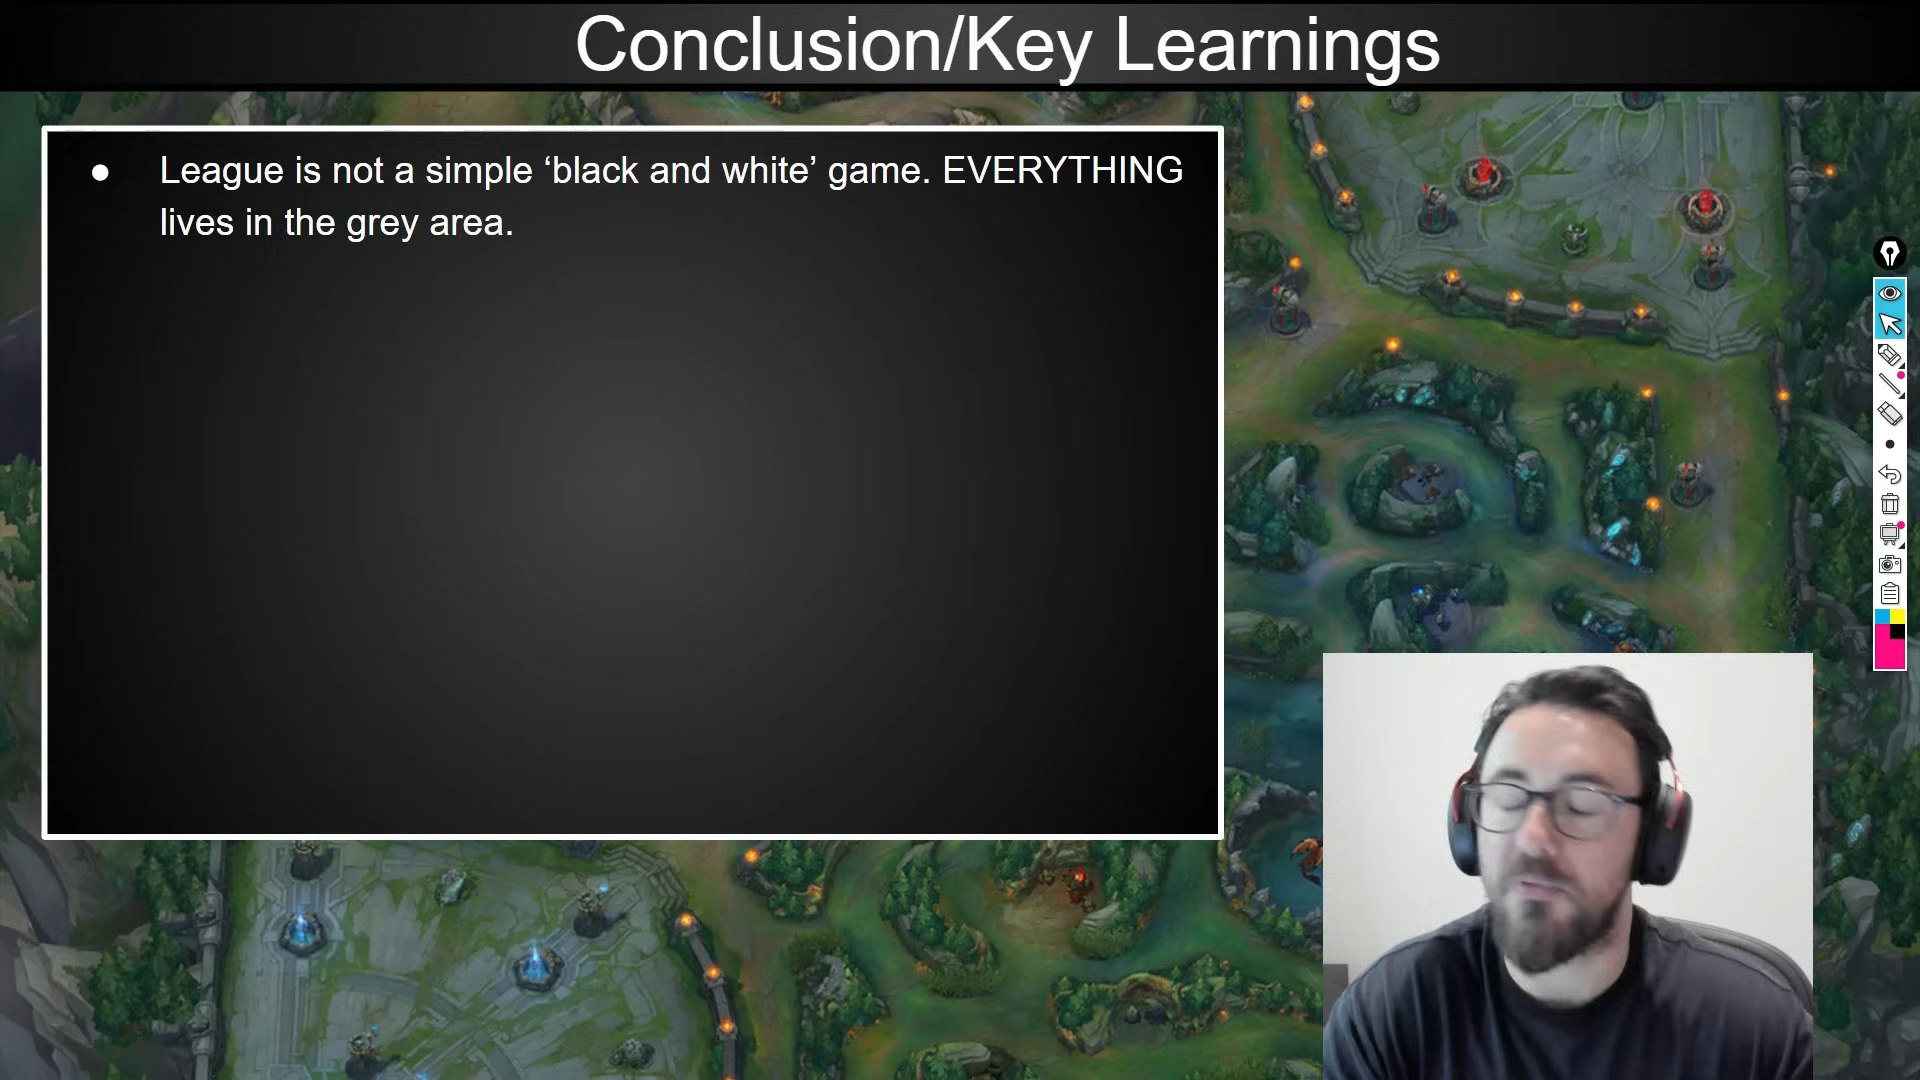 Conclusion/Key Learnings
● League is not a simple ‘black and white’ game. EVERYTHING
lives in the grey area.